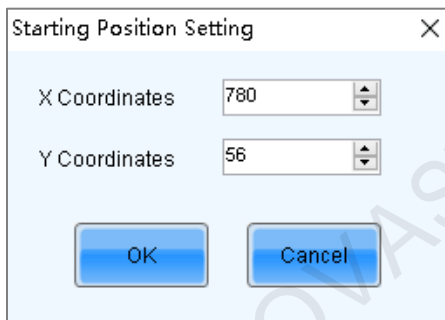 Starting Position Setting
X Coordinates 780
Y Coordinates 56
OK Cancel